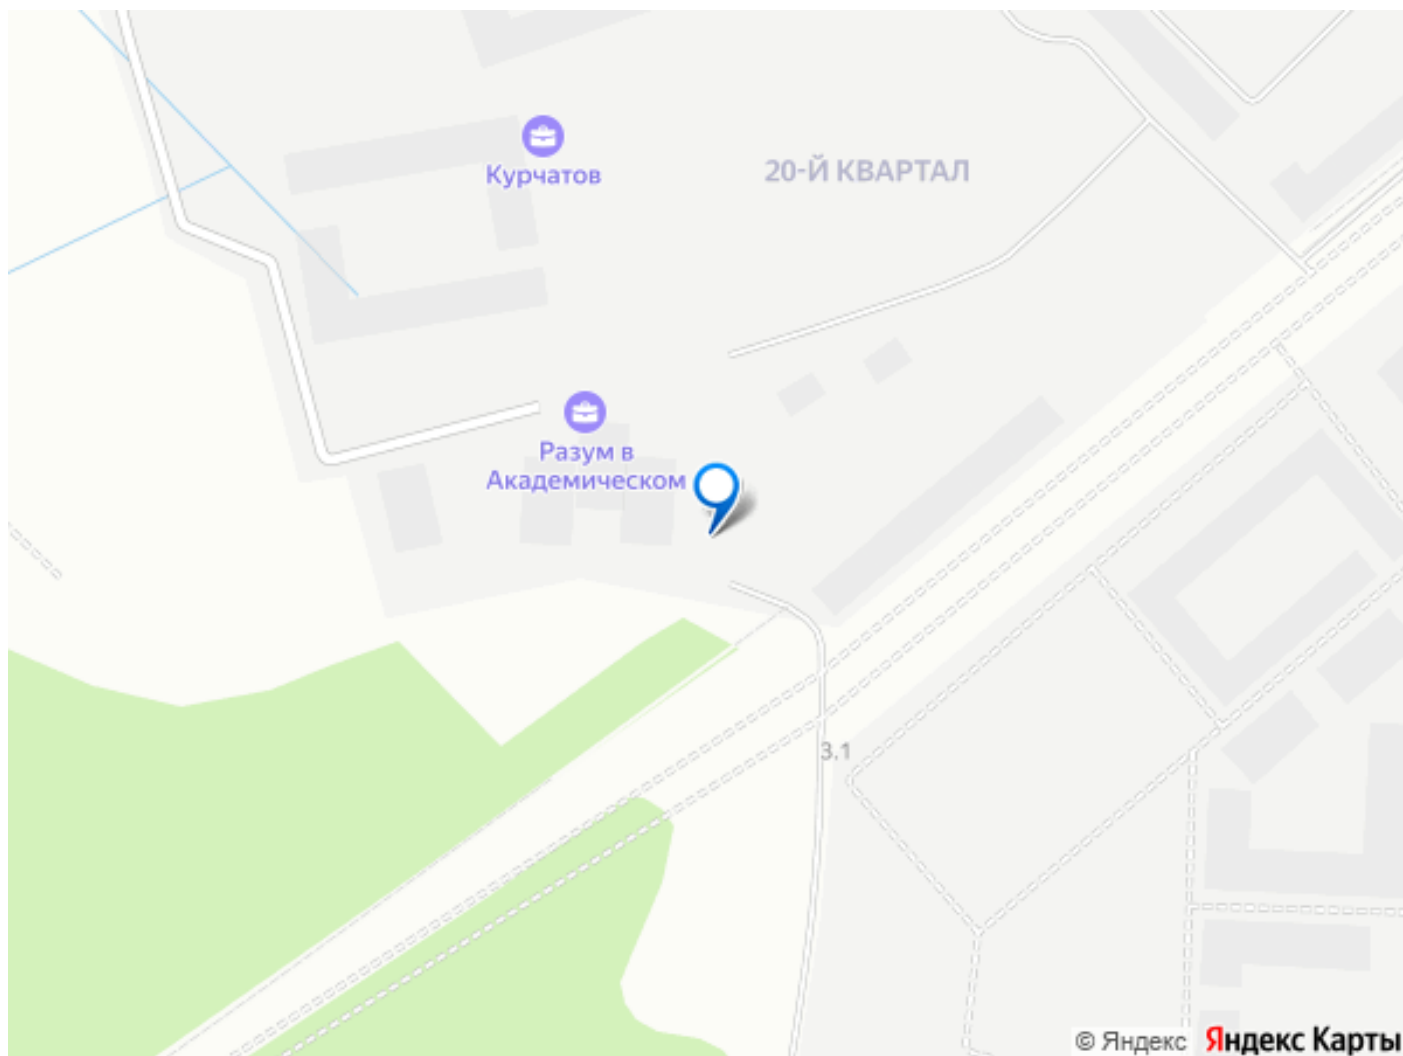 Курчатов
20-Й КВАРТАЛ
Разум в
Академическом
3.1
© Яндекс Яндекс Карты